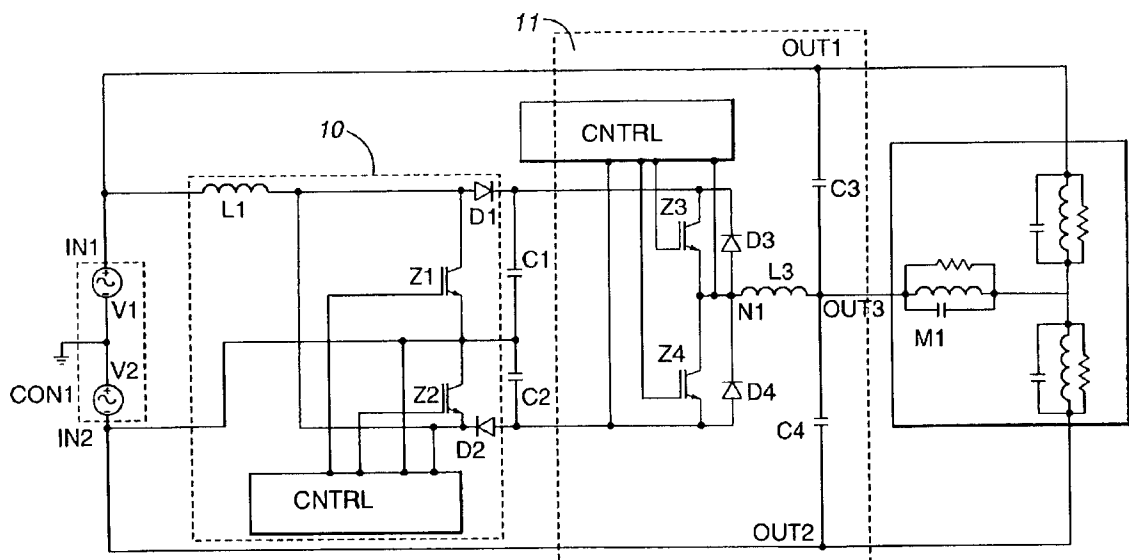 11
OUT1
10
CNTRL
L1
D1
Z3
C3
IN1
D3
V1
Z1
C1
L3
N1
OUT3
M1
V2
CON1
Z2
C2
Z4
D4
IN2
D2
C4
CNTRL
OUT2